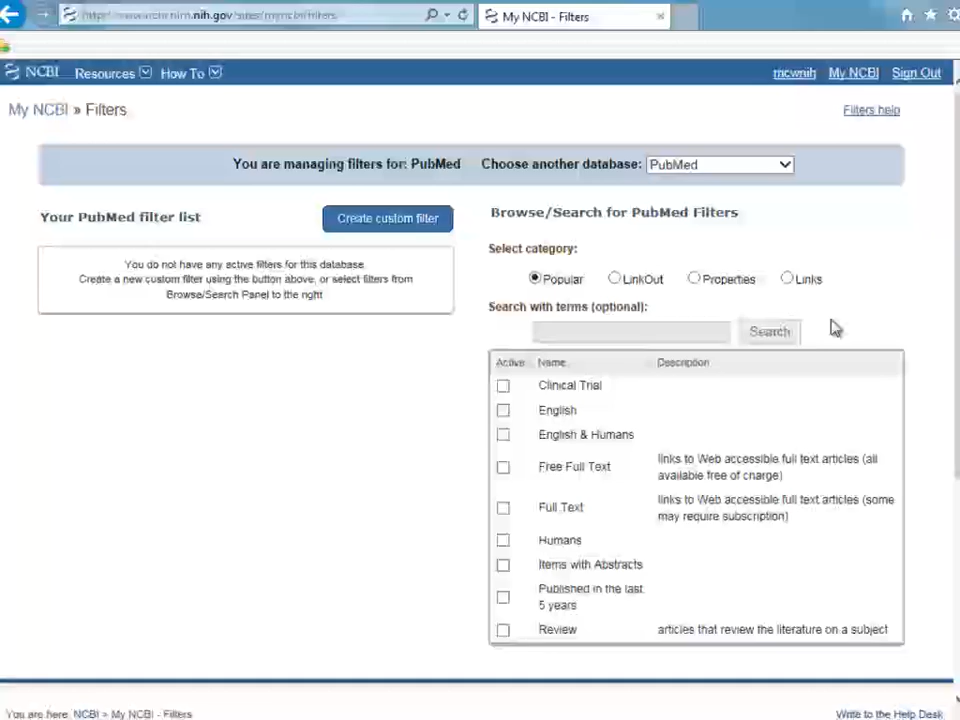 My NCBI - Filters
NCBI Resources How To
mcwnih My NCBI Sign Out
My NCBI » Filters
Filters help
You are managing filters for: PubMed Choose another database: PubMed
Your PubMed filter list
Create custom filter
You do not have any active filters for this database.
Create a new custom filter using the button above, or select filters from
Browse/Search Panel to the right
Browse/Search for PubMed Filters
Select category:
Popular LinkOut Properties Links
Search with terms (optional):
Search
Active Name Description
Clinical Trial
English
English & Humans
Free Full Text
links to Web accessible full text articles (all
available free of charge)
Full Text
links to Web accessible full text articles (some
may require subscription)
Humans
Items with Abstracts
Published in the last
5 years
Review articles that review the literature on a subject
You are here: NCBI > My NCBI - Filters
Write to the Help Desk